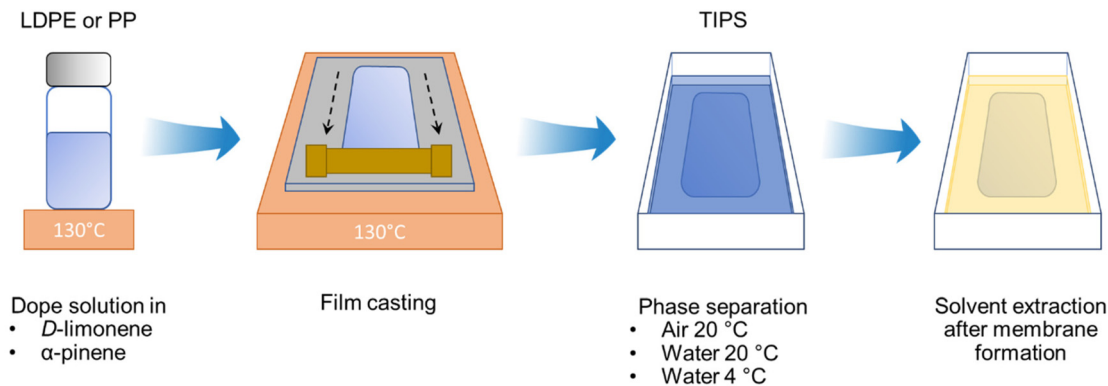 LDPE or PP
TIPS
130°C
130°C
Dope solution in
• D-limonene
• α-pinene
Film casting
Phase separation
• Air 20 °C
• Water 20 °C
• Water 4 °C
Solvent extraction
after membrane
formation